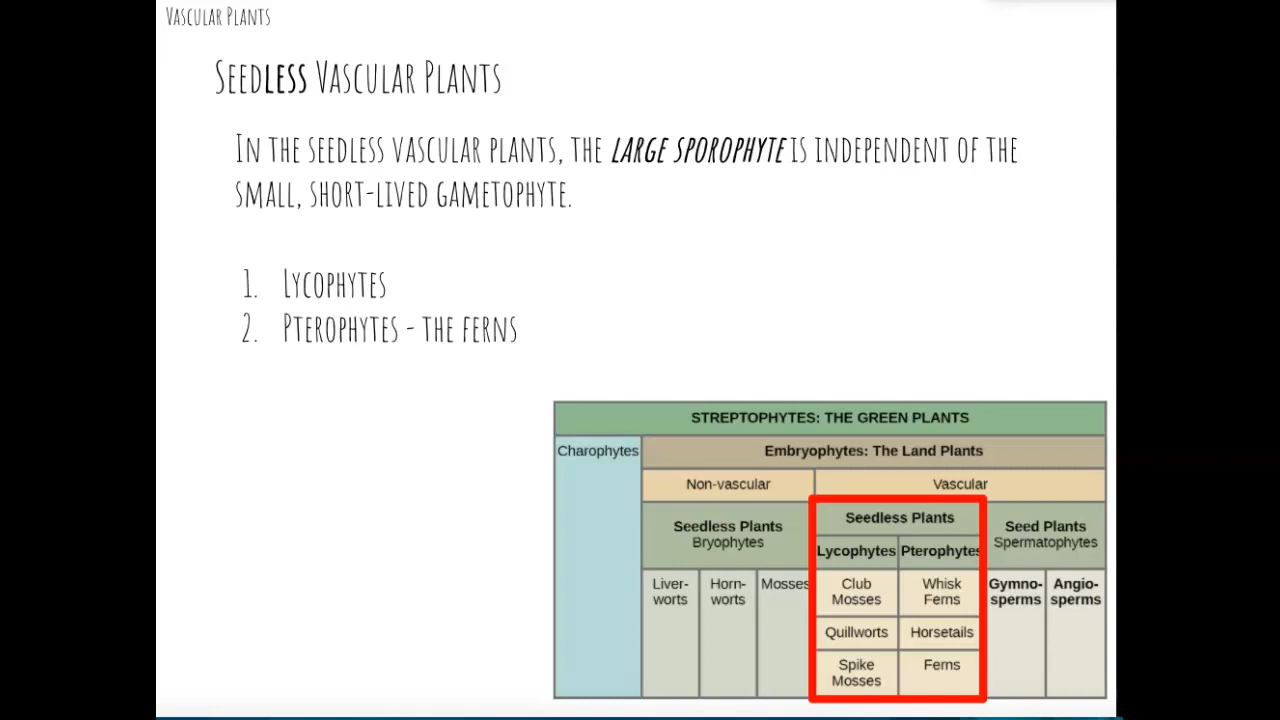 Vascular Plants
Seedless Vascular Plants
In the seedless vascular plants, the large sporophyte is independent of the
small, short-lived gametophyte.
1. Lycophytes
2. Pterophytes - the ferns
STREPTOPHYTES: THE GREEN PLANTS
Charophytes
Embryophytes: The Land Plants
Non-vascular
Vascular
Seedless Plants
Bryophytes
Seedless Plants
Seed Plants
Spermatophytes
Lycophytes
Pterophytes
Liver-
worts
Horn-
worts
Mosses
Club
Mosses
Whisk
Ferns
Gymno-
sperms
Angio-
sperms
Quillworts
Horsetails
Spike
Mosses
Ferns